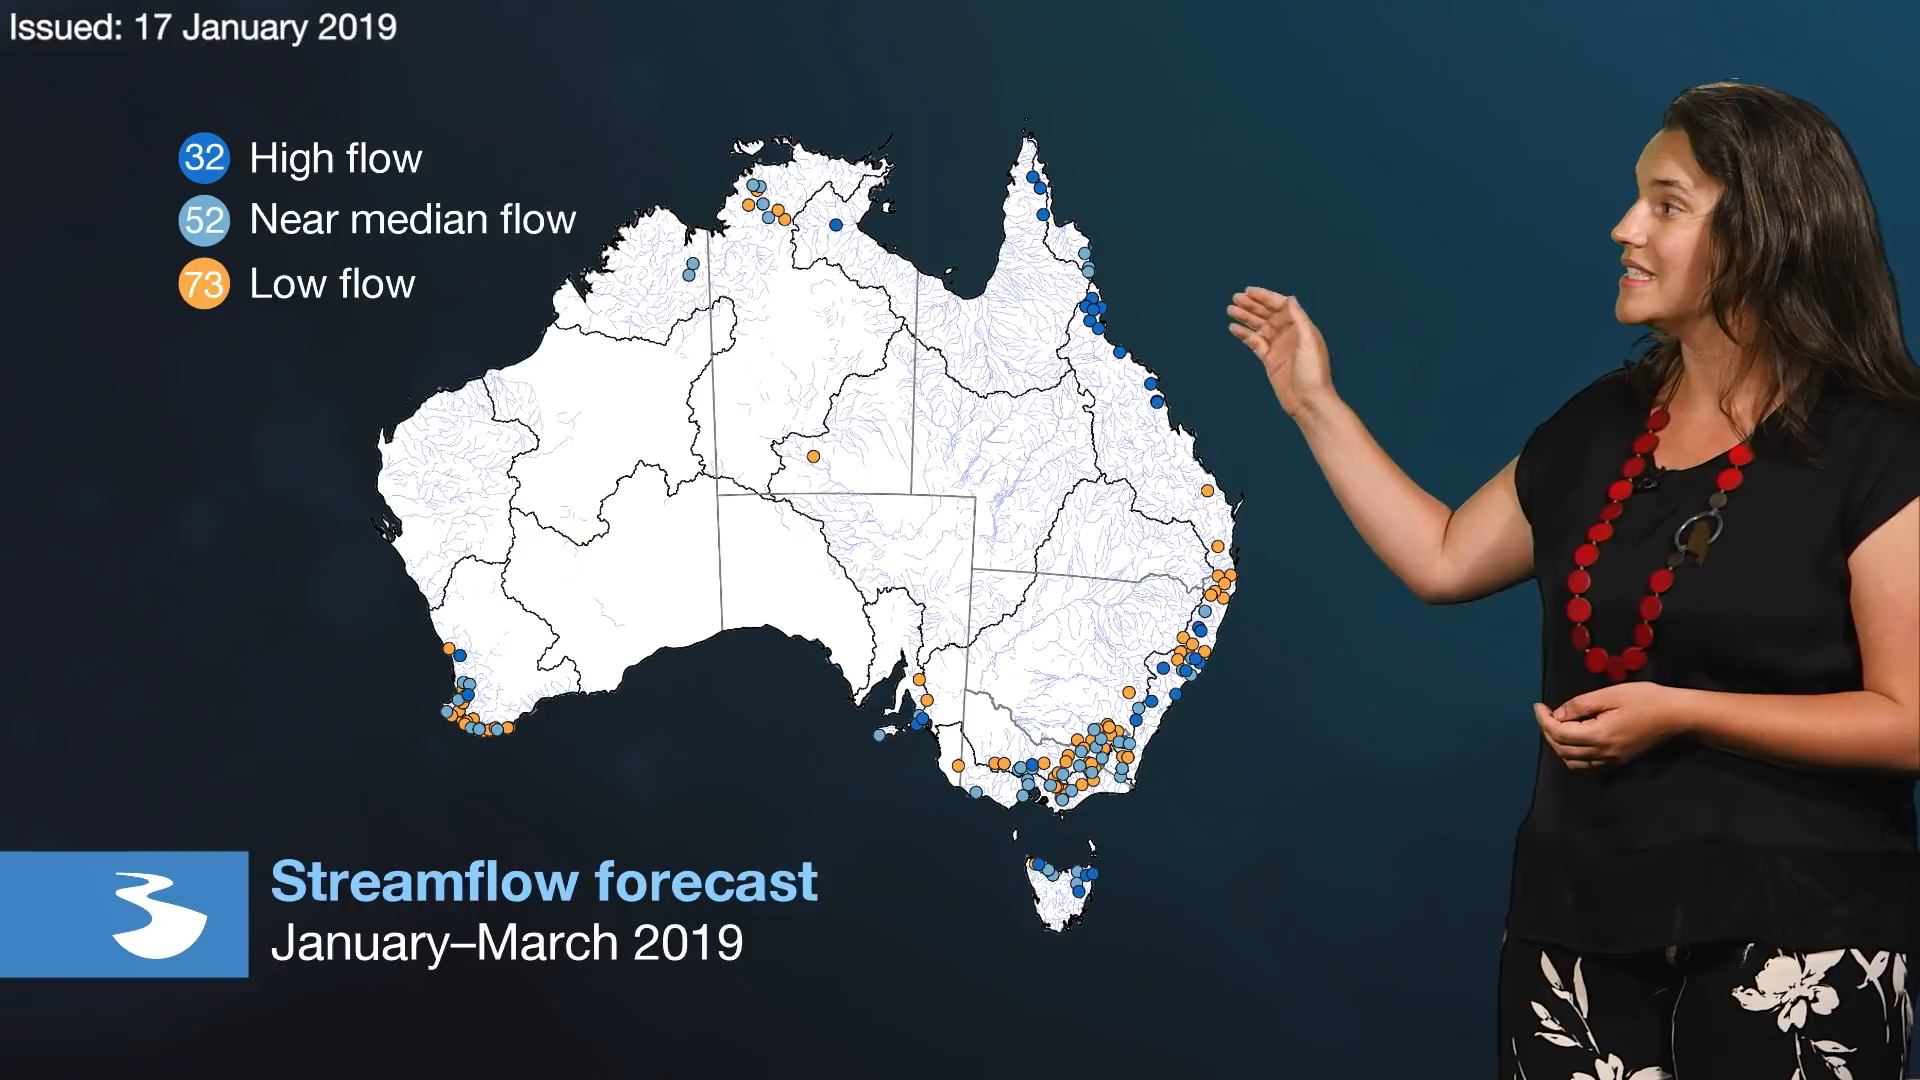 Issued: 17 January 2019
32 High flow
52 Near median flow
73 Low flow
Streamflow forecast
January–March 2019